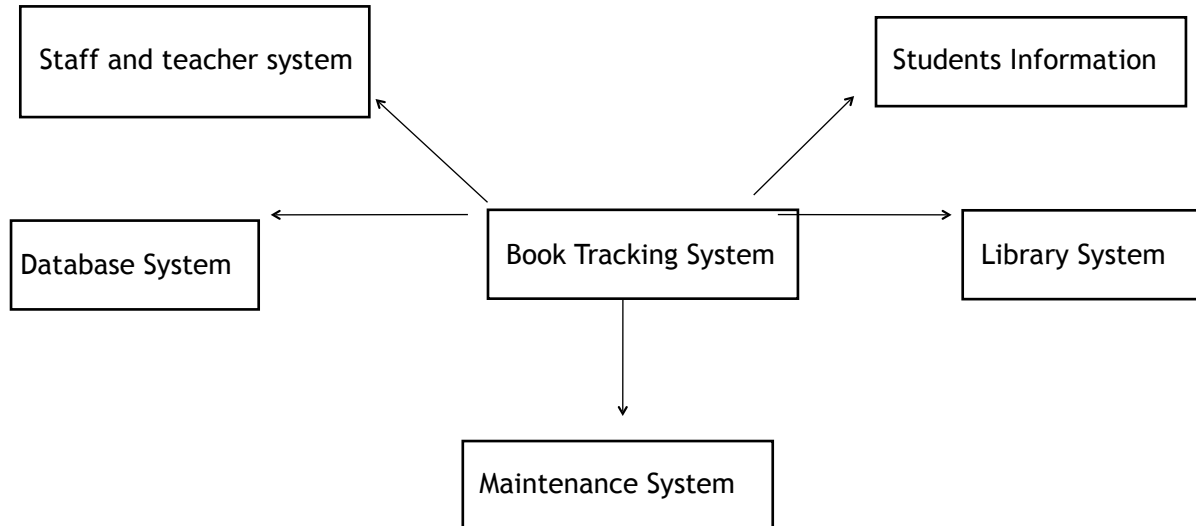 Staff and teacher system
Students Information
Database System
Book Tracking System
Library System
Maintenance System